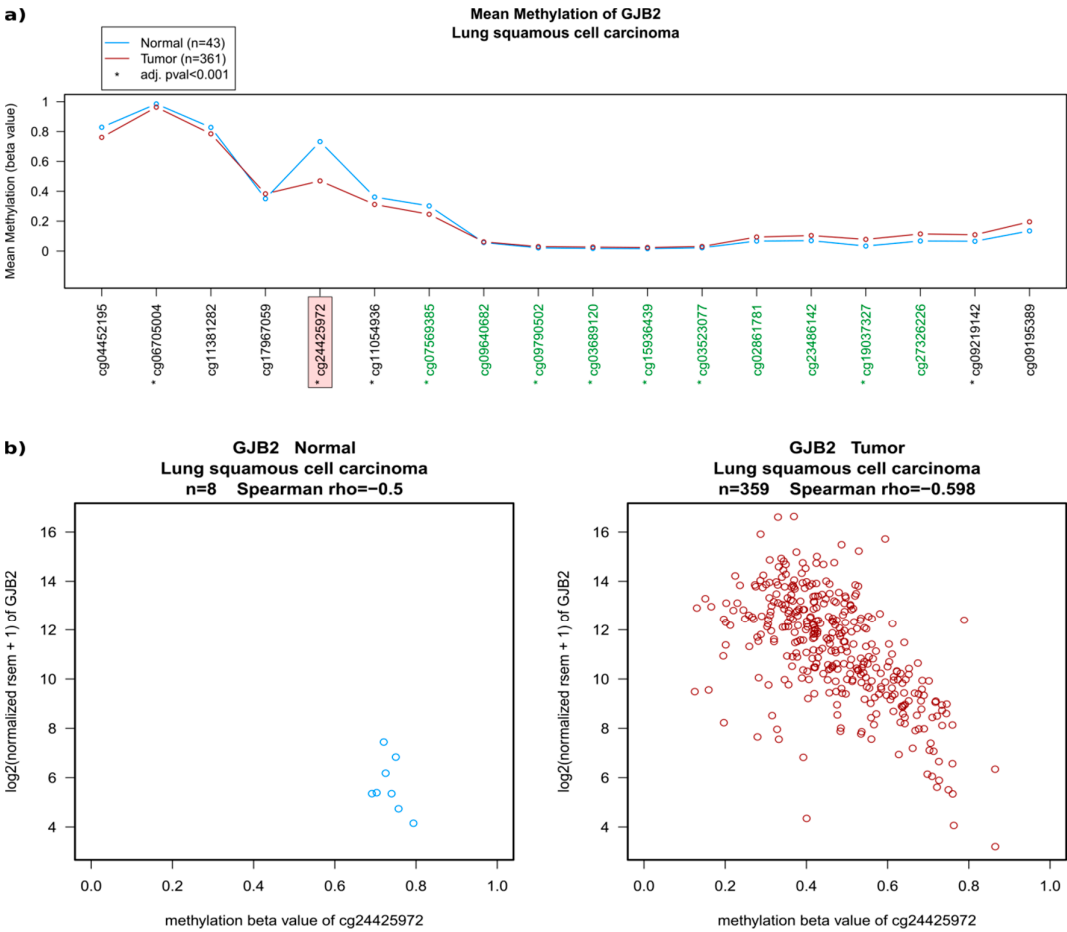 a)
Mean Methylation of GJB2
Lung squamous cell carcinoma
Normal (n=43)
Tumor (n=361)
* adj. pval<0.001
Mean Methylation (beta value)
1
0.8
0.6
0.4
0.2
0
cg04452195
* cg06705004
cg11381282
cg17967059
* cg24425972
* cg11054936
* cg07569385
cg09640682
* cg09790502
* cg03689120
* cg15936439
* cg03523077
cg02861781
cg23486142
* cg19037327
cg27326226
* cg09219142
cg09195389
b)
GJB2 Normal
Lung squamous cell carcinoma
n=8 Spearman rho=−0.5
log2(normalized rsem + 1) of GJB2
16
14
12
10
8
6
4
0.0 0.2 0.4 0.6 0.8 1.0
methylation beta value of cg24425972
GJB2 Tumor
Lung squamous cell carcinoma
n=359 Spearman rho=−0.598
log2(normalized rsem + 1) of GJB2
16
14
12
10
8
6
4
0.0 0.2 0.4 0.6 0.8 1.0
methylation beta value of cg24425972